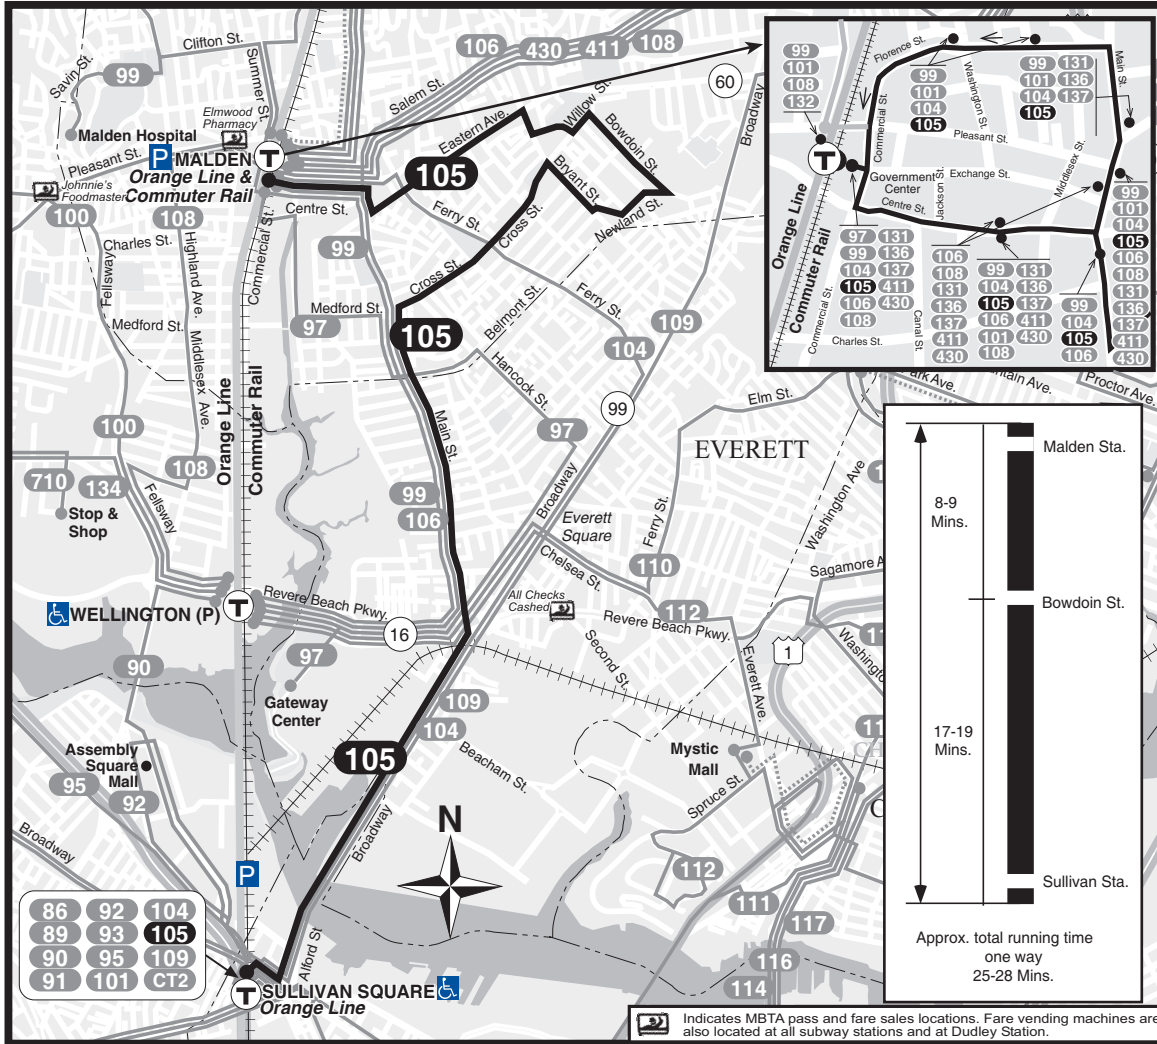 Clifton St.
Savin St.
99
Summer St.
Elmwood
Pharmacy
Malden Hospital
Pleasant St.
P
MALDEN
Orange Line &
Commuter Rail
T
Johnnie's
Foodmaster
106
430
411
108
Salem St.
60
Broadway
Eastern Ave.
Willow St.
Bowdoin St.
Bryant St.
Newland St.
105
Ferry St.
Cross St.
Cross St.
Centre St.
Commercial St.
100
108
Charles St.
Highland Ave.
Fellsway
Medford St.
Middlesex Ave.
99
Medford St.
97
105
Belmont St.
Ferry St.
109
104
Hancock St.
99
97
Elm St.
EVERETT
Orange Line
Commuter Rail
Main St.
100
108
710
134
Fellsway
Stop &
Shop
99
106
Broadway
Everett
Square
Ferry St.
Chelsea St.
110
Washington Ave
Sagamore A
Park Ave.
untain Ave.
Proctor Ave.
WELLINGTON (P)
T
Revere Beach Pkwy.
16
All Checks
Cashed
112
Revere Beach Pkwy.
Second St.
Everett Ave.
1
Washington
90
97
Gateway
Center
109
104
Beacham St.
105
Assembly
Square
Mall
95
92
Broadway
Broadway
Mystic
Mall
Spruce St.
112
111
117
116
114
N
P
86 92 104
89 93 105
90 95 109
91 101 CT2
Alford St
T
SULLIVAN SQUARE
Orange Line
99
101
108
132
Florence St.
99
101
104
105
Washington St.
99 131
101 136
104 137
105
Main St.
Commercial St.
Pleasant St.
T
Government
Center
Exchange St.
Jackson St.
Middlesex St.
Centre St.
Orange Line
Commuter Rail
Commercial St.
Charles St.
Canal St.
97 131
99 136
104 137
105 411
106 430
108
106
108
131
136
137
411
430
99 131
104 136
105 137
106 411
101 430
108
99
104
105
106
99
101
104
105
106
108
131
136
137
411
430
Malden Sta.
8-9
Mins.
Bowdoin St.
17-19
Mins.
Sullivan Sta.
Approx. total running time
one way
25-28 Mins.
Indicates MBTA pass and fare sales locations. Fare vending machines are
also located at all subway stations and at Dudley Station.